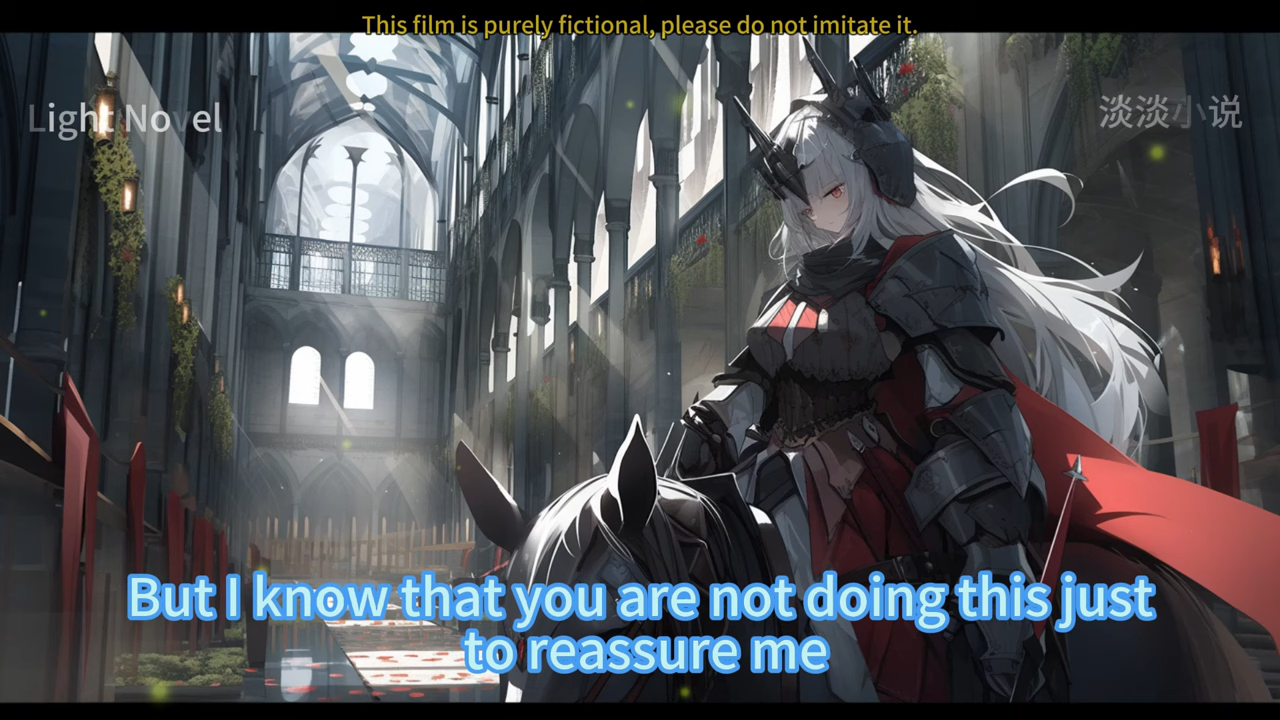 This film is purely fictional, please do not imitate it.
Light Novel
淡淡小说
But I know that you are not doing this just
to reassure me